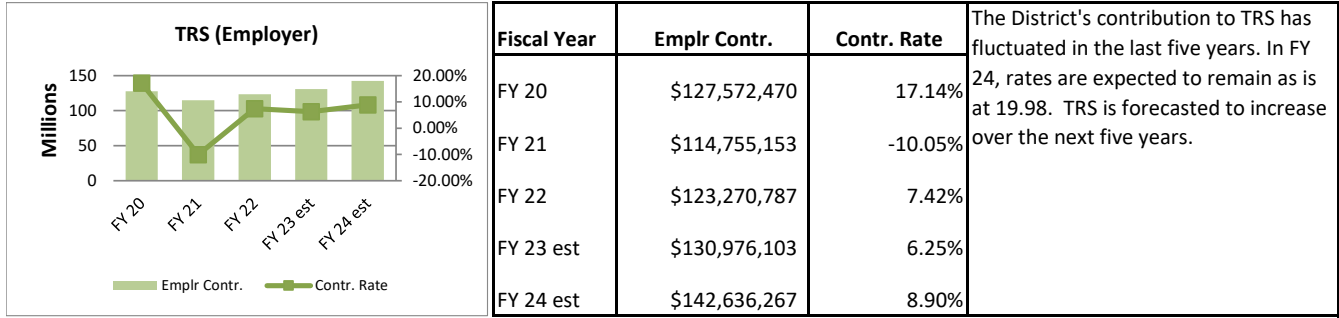 TRS (Employer)
Millions
150
100
50
0
20.00%
10.00%
0.00%
-10.00%
-20.00%
FY 20
FY 21
FY 22
FY 23 est
FY 24 est
Emplr Contr.
Contr. Rate
Fiscal Year Emplr Contr. Contr. Rate
FY 20 $127,572,470 17.14%
FY 21 $114,755,153 -10.05%
FY 22 $123,270,787 7.42%
FY 23 est $130,976,103 6.25%
FY 24 est $142,636,267 8.90%
The District's contribution to TRS has
fluctuated in the last five years. In FY
24, rates are expected to remain as is
at 19.98.  TRS is forecasted to increase
over the next five years.